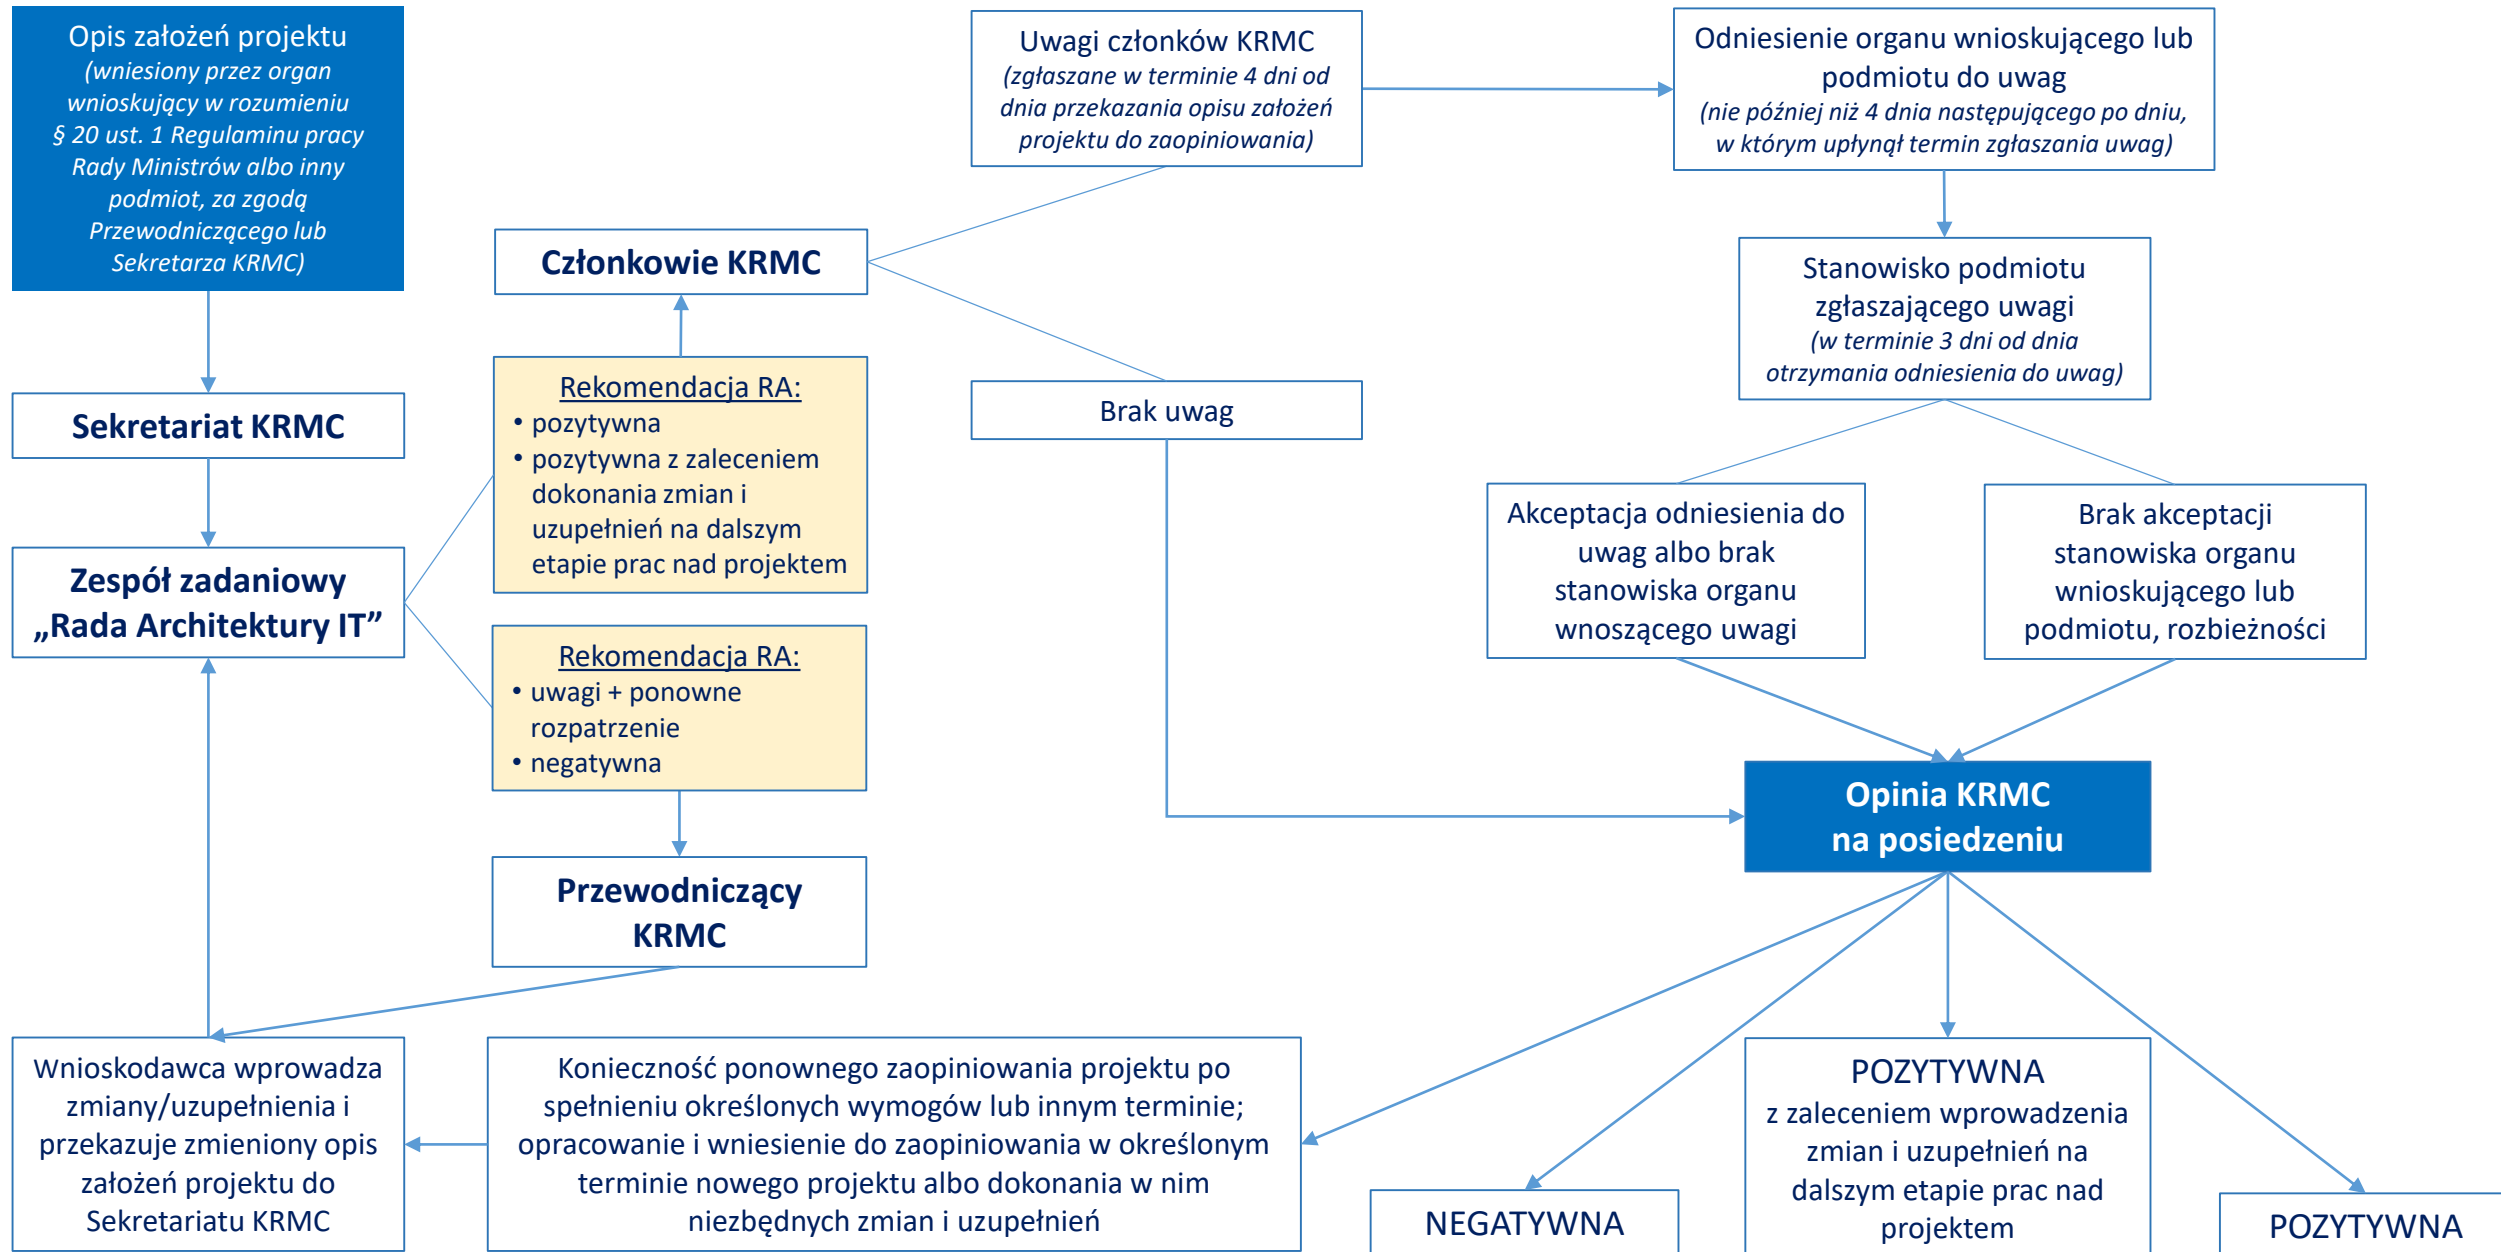 Opis założeń projektu
(wniesiony przez organ
wnioskujący w rozumieniu
§ 20 ust. 1 Regulaminu pracy
Rady Ministrów albo inny
podmiot, za zgodą
Przewodniczącego lub
Sekretarza KRMC)
Sekretariat KRMC
Zespół zadaniowy
„Rada Architektury IT”
Członkowie KRMC
Rekomendacja RA:
• pozytywna
• pozytywna z zaleceniem
dokonania zmian i
uzupełnień na dalszym
etapie prac nad projektem
Rekomendacja RA:
• uwagi + ponowne
rozpatrzenie
• negatywna
Przewodniczący
KRMC
Uwagi członków KRMC
(zgłaszane w terminie 4 dni od
dnia przekazania opisu założeń
projektu do zaopiniowania)
Brak uwag
Odniesienie organu wnioskującego lub
podmiotu do uwag
(nie później niż 4 dnia następującego po dniu,
w którym upłynął termin zgłaszania uwag)
Stanowisko podmiotu
zgłaszającego uwagi
(w terminie 3 dni od dnia
otrzymania odniesienia do uwag)
Akceptacja odniesienia do
uwag albo brak
stanowiska organu
wnoszącego uwagi
Brak akceptacji
stanowiska organu
wnioskującego lub
podmiotu, rozbieżności
Opinia KRMC
na posiedzeniu
Wnioskodawca wprowadza
zmiany/uzupełnienia i
przekazuje zmieniony opis
założeń projektu do
Sekretariatu KRMC
Konieczność ponownego zaopiniowania projektu po
spełnieniu określonych wymogów lub innym terminie;
opracowanie i wniesienie do zaopiniowania w określonym
terminie nowego projektu albo dokonania w nim
niezbędnych zmian i uzupełnień
NEGATYWNA
POZYTYWNA
z zaleceniem wprowadzenia
zmian i uzupełnień na
dalszym etapie prac nad
projektem
POZYTYWNA